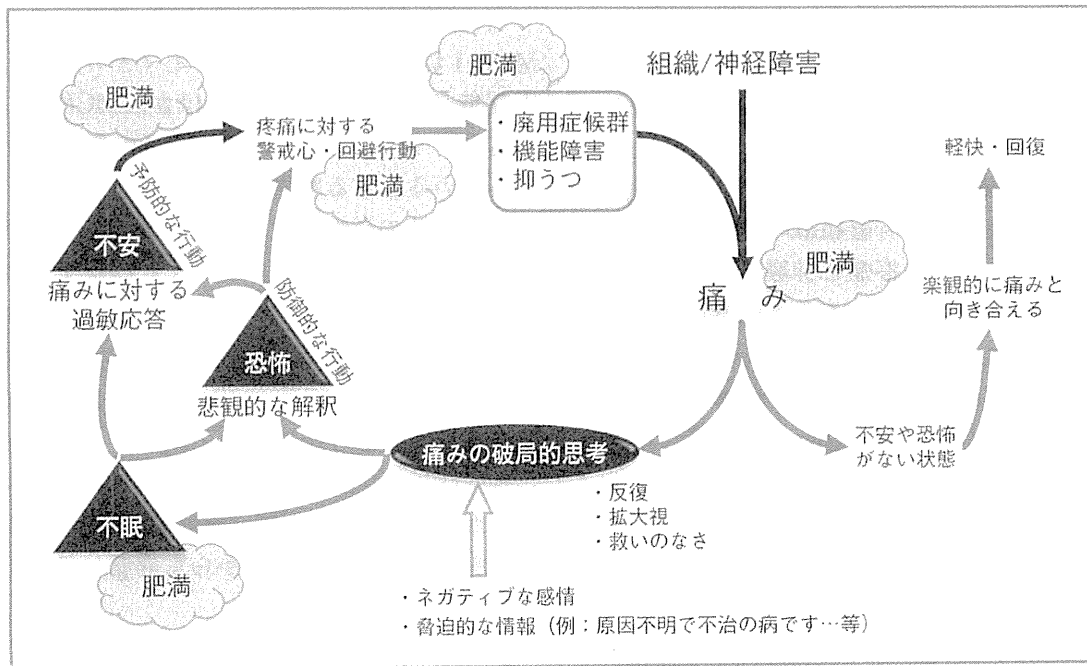 肥満
肥満
組織/神経障害
疼痛に対する
警戒心・回避行動
・廃用症候群
・機能障害
・抑うつ
肥満
軽快・回復
予防的な行動
不安
痛みに対する
過敏応答
肥満
痛み
楽観的に痛みと
向き合える
防御的な行動
恐怖
悲観的な解釈
不安や恐怖
がない状態
痛みの破局的思考
・反復
・拡大視
・救いのなさ
不眠
肥満
・ネガティブな感情
・脅迫的な情報（例；原因不明で不治の病です…等）